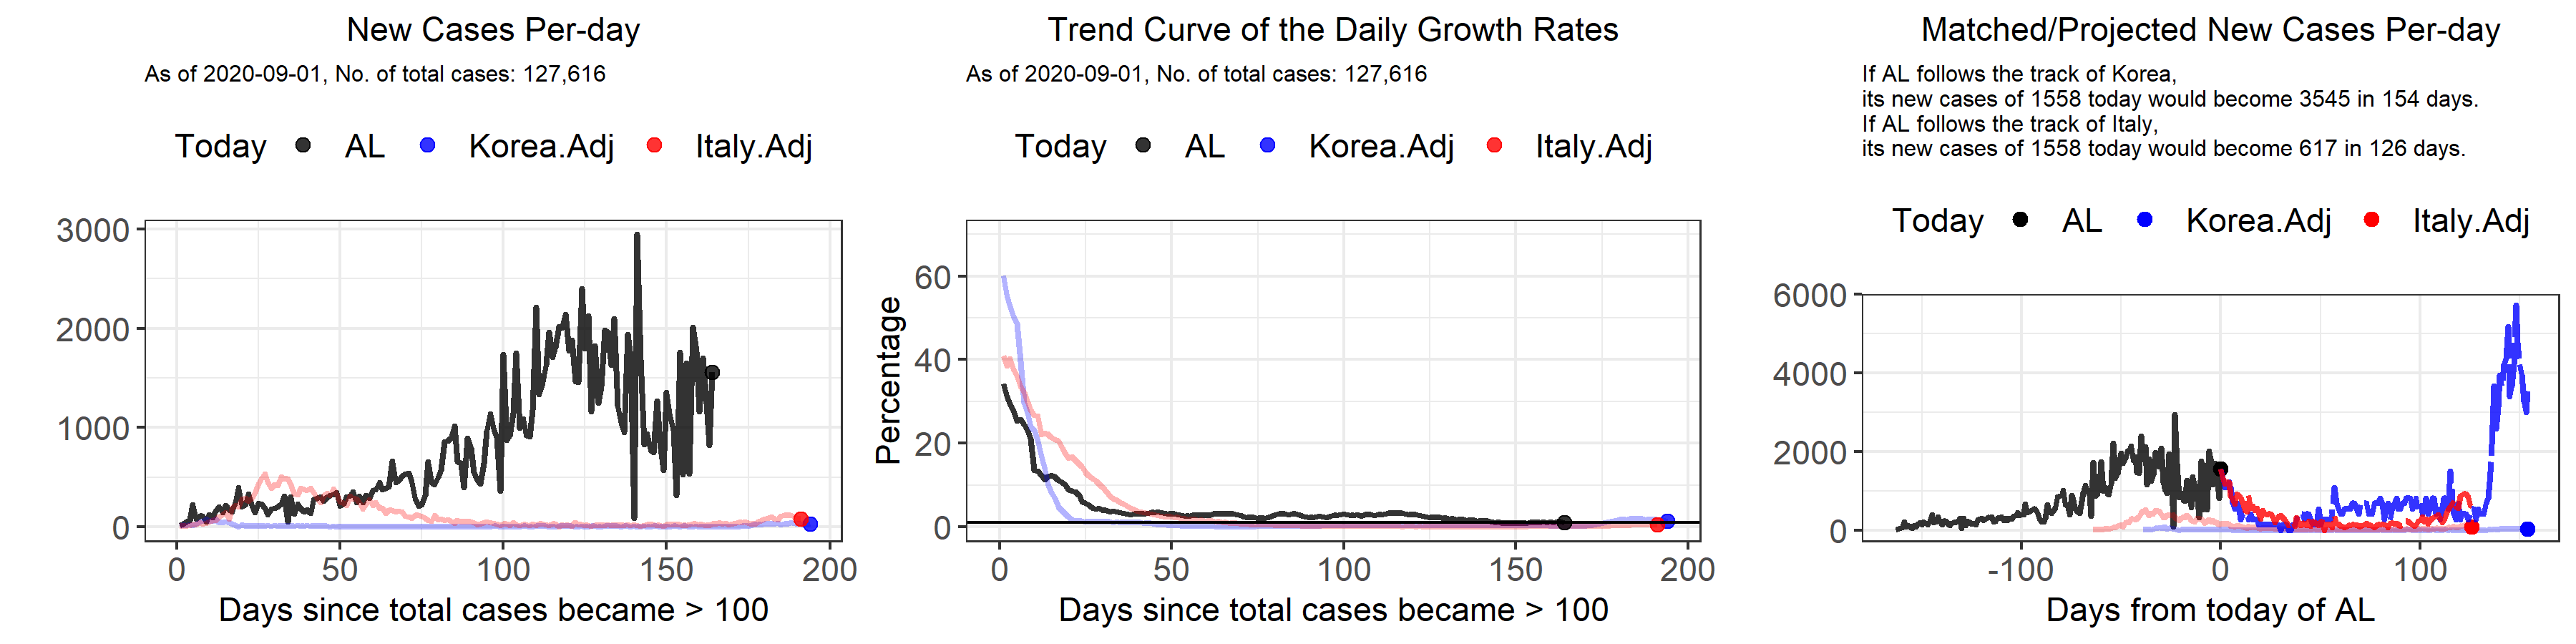 New Cases Per-day
As of 2020-09-01, No. of total cases: 127,616
Today AL Korea.Adj Italy.Adj
3000
2000
1000
0
0 50 100 150 200
Days since total cases became > 100
Trend Curve of the Daily Growth Rates
As of 2020-09-01, No. of total cases: 127,616
Today AL Korea.Adj Italy.Adj
Percentage
60
40
20
0
0 50 100 150 200
Days since total cases became > 100
Matched/Projected New Cases Per-day
If AL follows the track of Korea,
its new cases of 1558 today would become 3545 in 154 days.
If AL follows the track of Italy,
its new cases of 1558 today would become 617 in 126 days.
Today AL Korea.Adj Italy.Adj
6000
4000
2000
0
-100 0 100
Days from today of AL